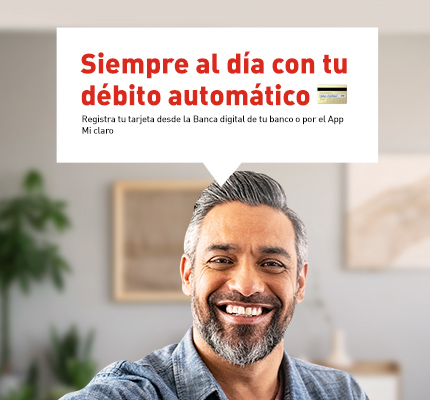 Siempre al día con tu
débito automático
Registra tu tarjeta desde la Banca digital de tu banco o por el App
Mi claro